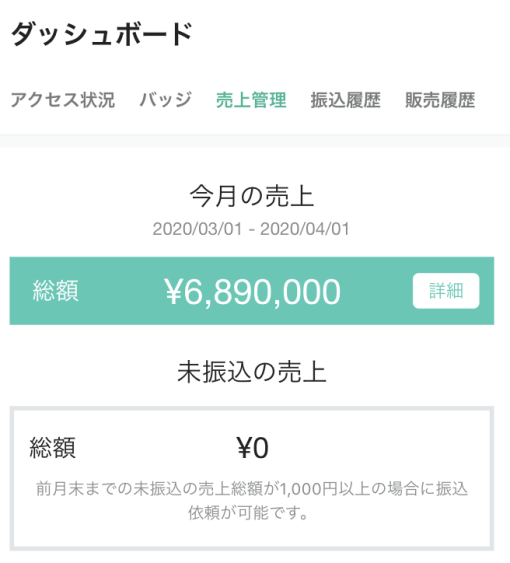 ダッシュボード
アクセス状況 バッジ 売上管理 振込履歴 販売履歴
今月の売上
2020/03/01 - 2020/04/01
総額 ¥6,890,000 詳細
未振込の売上
総額 ¥0
前月末までの未振込の売上総額が1,000円以上の場合に振込
依頼が可能です。